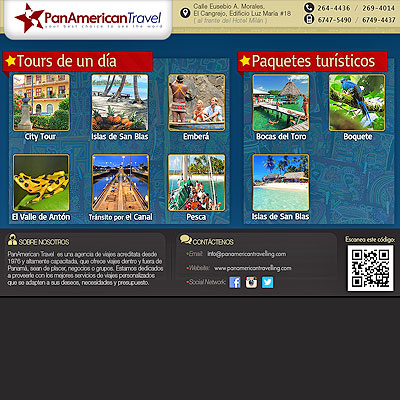 PanAmericanTravel
your best choice to see the word
Calle Eusebio A. Morales,
El Cangrejo, Edificio Luz María #18
( al frente del Hotel Milán )
264-4436 / 269-4014
6747-5490 / 6749-4437
Tours de un día
Paquetes turísticos
City Tour
Islas de San Blas
Emberá
Bocas del Toro
Boquete
El Valle de Antón
Tránsito por el Canal
Pesca
Islas de San Blas
SOBRE NOSOTROS
PanAmerican Travel es una agencia de viajes acreditada desde
1976 y altamente capacitada, que ofrece viajes dentro y fuera de
Panamá, sean de placer, negocios o grupos. Estamos dedicados
a proveerle con los mejores servicios de viajes personalizados
que se adapten a sus deseos, necesidades y presupuesto.
CONTÁCTENOS
•Email: info@panamericantravelling.com
•Website: www.panamericantravelling.com
•Social Network:
Escaneo este código: